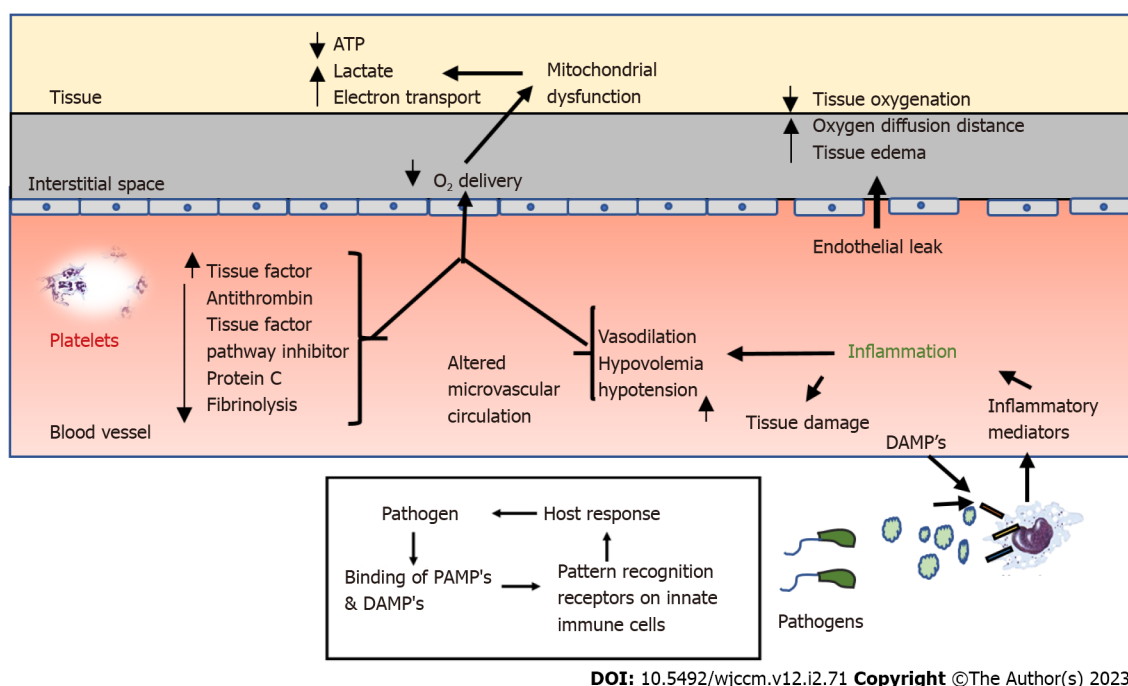 ATP
Lactate
Electron transport
Mitochondrial
dysfunction
Tissue
Tissue oxygenation
Oxygen diffusion distance
Tissue edema
Interstitial space
O₂ delivery
Endothelial leak
Platelets
Tissue factor
Antithrombin
Tissue factor
pathway inhibitor
Protein C
Fibrinolysis
Blood vessel
Altered
microvascular
circulation
Vasodilation
Hypovolemia
hypotension
Inflammation
Tissue damage
Inflammatory
mediators
DAMP’s
Pathogen
Host response
Binding of PAMP's
& DAMP's
Pattern recognition
receptors on innate
immune cells
Pathogens
DOI: 10.5492/wjccm.v12.i2.71 Copyright ©The Author(s) 2023